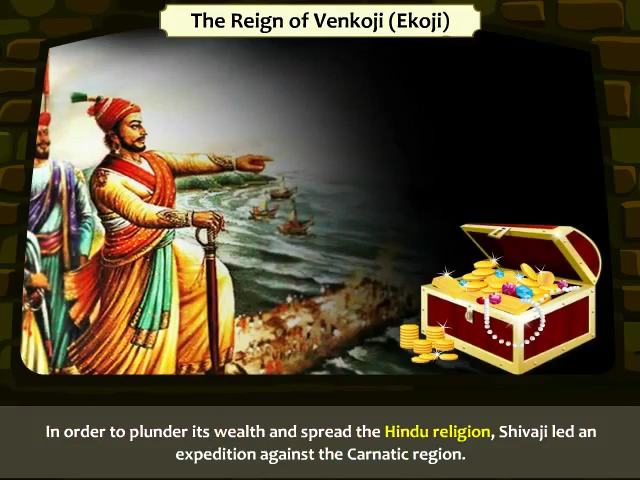 The Reign of Venkoji (Ekoji)
In order to plunder its wealth and spread the Hindu religion, Shivaji led an
expedition against the Carnatic region.